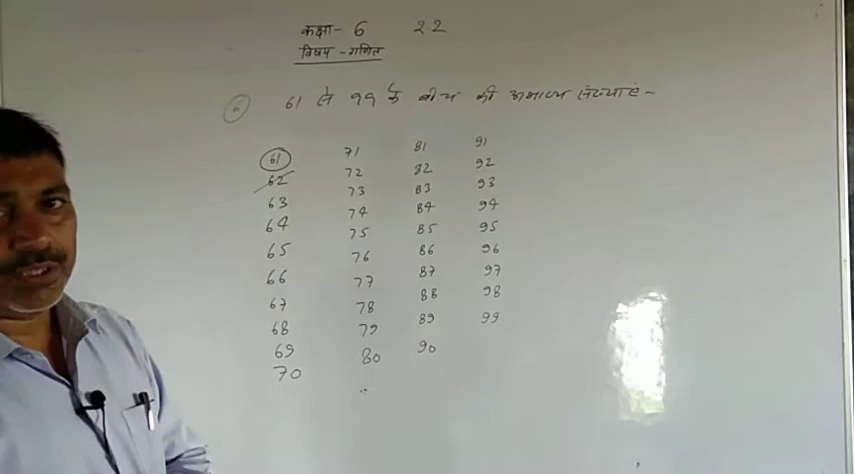 कक्षा - 6 2.2
विषय - गणित
61 से 99 के बीच की अभाज्य संख्याएं -
61 71 81 91
62 72 82 92
63 73 83 93
64 74 84 94
65 75 85 95
66 76 86 96
67 77 87 97
68 78 88 98
69 79 89 99
70 80 90